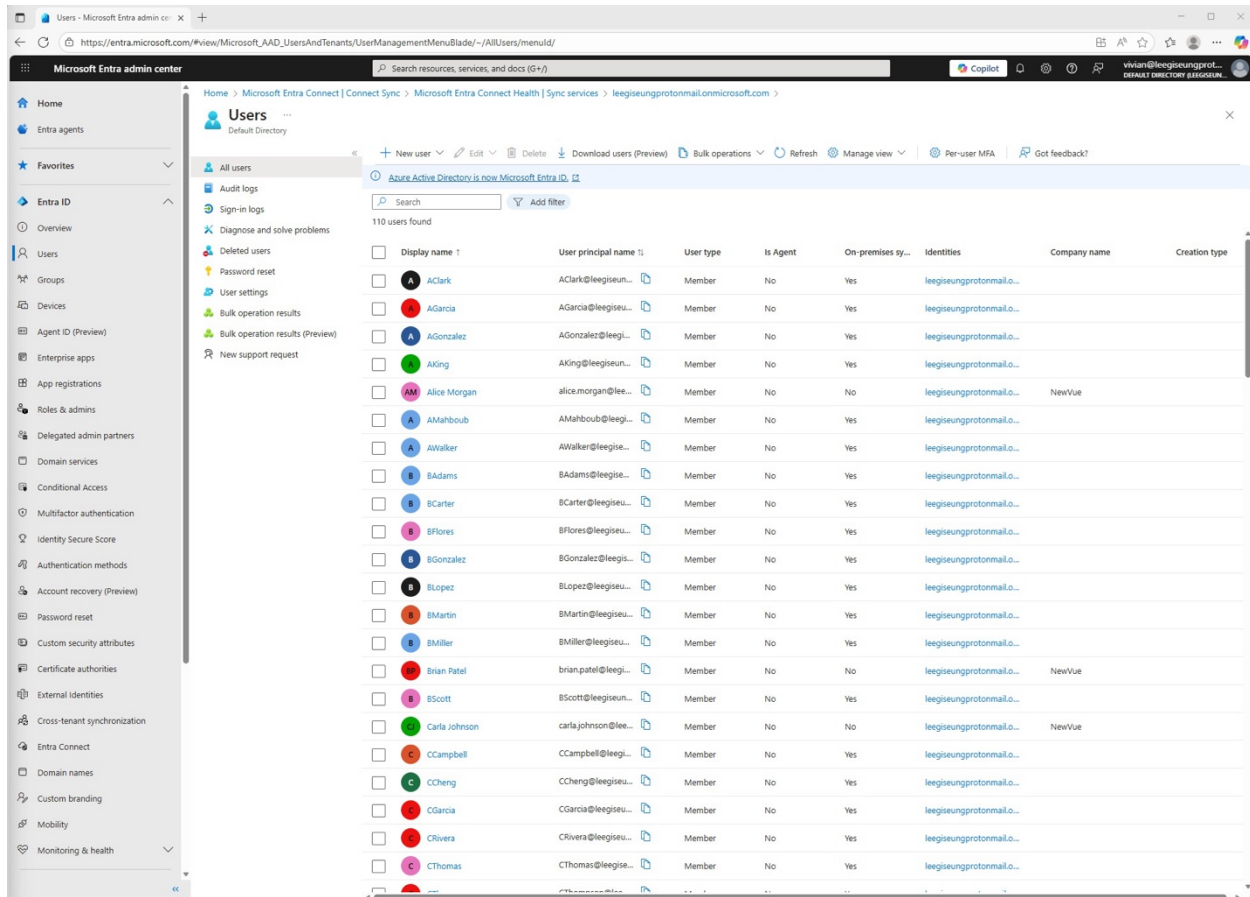 Users - Microsoft Entra admin cen
https://entra.microsoft.com/#view/Microsoft_AAD_UsersAndTenants/UserManagementMenuBlade/~/AllUsers/menuId/
Microsoft Entra admin center
Search resources, services, and docs (G+/)
Copilot
vivian@leegiseungprot...
DEFAULT DIRECTORY (LEEGISEUN...
Home > Microsoft Entra Connect | Connect Sync > Microsoft Entra Connect Health | Sync services > leegiseungprotonmail.onmicrosoft.com >
Users ...
Default Directory
Home
Entra agents
Favorites
Entra ID
Overview
Users
Groups
Devices
Agent ID (Preview)
Enterprise apps
App registrations
Roles & admins
Delegated admin partners
Domain services
Conditional Access
Multifactor authentication
Identity Secure Score
Authentication methods
Account recovery (Preview)
Password reset
Custom security attributes
Certificate authorities
External Identities
Cross-tenant synchronization
Entra Connect
Domain names
Custom branding
Mobility
Monitoring & health
All users
Audit logs
Sign-in logs
Diagnose and solve problems
Deleted users
Password reset
User settings
Bulk operation results
Bulk operation results (Preview)
New support request
New user Edit Delete Download users (Preview) Bulk operations Refresh Manage view Per-user MFA Got feedback?
Azure Active Directory is now Microsoft Entra ID.
Search Add filter
110 users found
Display name User principal name User type Is Agent On-premises sy... Identities Company name Creation type
A AClark AClark@leegiseun... Member No Yes leegiseungprotonmail.o...
A AGarcia AGarcia@leegiseu... Member No Yes leegiseungprotonmail.o...
A AGonzalez AGonzalez@leegi... Member No Yes leegiseungprotonmail.o...
A AKing AKing@leegiseun... Member No Yes leegiseungprotonmail.o...
AM Alice Morgan alice.morgan@lee... Member No No leegiseungprotonmail.o... NewVue
A AMahboub AMahboub@leegi... Member No Yes leegiseungprotonmail.o...
A AWalker AWalker@leegise... Member No Yes leegiseungprotonmail.o...
B BAdams BAdams@leegise... Member No Yes leegiseungprotonmail.o...
B BCarter BCarter@leegiseu... Member No Yes leegiseungprotonmail.o...
B BFlores BFlores@leegiseu... Member No Yes leegiseungprotonmail.o...
B BGonzalez BGonzalez@leegis... Member No Yes leegiseungprotonmail.o...
B BLopez BLopez@leegiseu... Member No Yes leegiseungprotonmail.o...
B BMartin BMartin@leegiseu... Member No Yes leegiseungprotonmail.o...
B BMiller BMiller@leegiseu... Member No Yes leegiseungprotonmail.o...
BP Brian Patel brian.patel@leegi... Member No No leegiseungprotonmail.o... NewVue
B BScott BScott@leegiseun... Member No Yes leegiseungprotonmail.o...
CJ Carla Johnson carla.johnson@lee... Member No No leegiseungprotonmail.o... NewVue
C CCampbell CCampbell@leegi... Member No Yes leegiseungprotonmail.o...
C CCheng CCheng@leegiseu... Member No Yes leegiseungprotonmail.o...
C CGarcia CGarcia@leegiseu... Member No Yes leegiseungprotonmail.o...
C CRivera CRivera@leegiseu... Member No Yes leegiseungprotonmail.o...
C CThomas CThomas@leegise... Member No Yes leegiseungprotonmail.o...